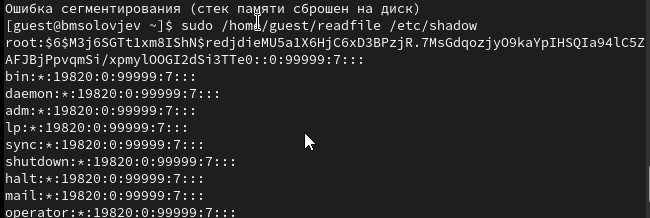 Ошибка сегментирования (стек памяти сброшен на диск)
[guest@bmsolovjev ~]$ sudo /home/guest/readfile /etc/shadow
root:$6$M3j6SGTt1xm8IShN$redjdieMU5a1X6HjC6xD3BPzjR.7MsGdqozjyO9kaYpIHSQIa94lC5Z
AFJBjPpvqmSi/xpmylOOGI2dSi3TTe0::0:99999:7:::
bin:*:19820:0:99999:7:::
daemon:*:19820:0:99999:7:::
adm:*:19820:0:99999:7:::
lp:*:19820:0:99999:7:::
sync:*:19820:0:99999:7:::
shutdown:*:19820:0:99999:7:::
halt:*:19820:0:99999:7:::
mail:*:19820:0:99999:7:::
operator:*:19820:0:99999:7:::